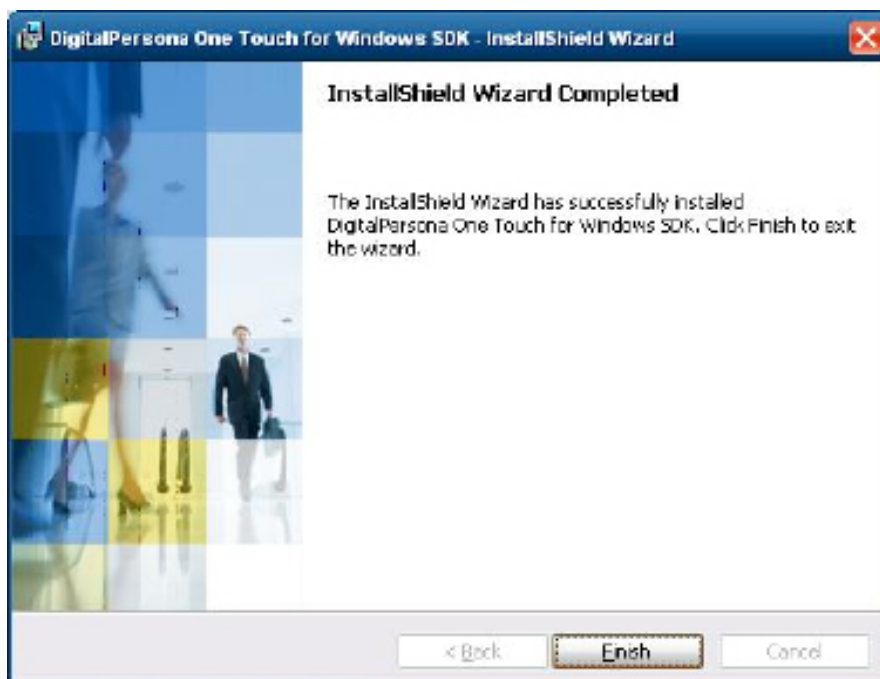 DigitalPersona One Touch for Windows SDK - InstallShield Wizard
InstallShield Wizard Completed
The InstallShield Wizard has successfully installed
DigitalPersona One Touch for Windows SDK. Click Finish to exit
the wizard.
< Back
Finish
Cancel